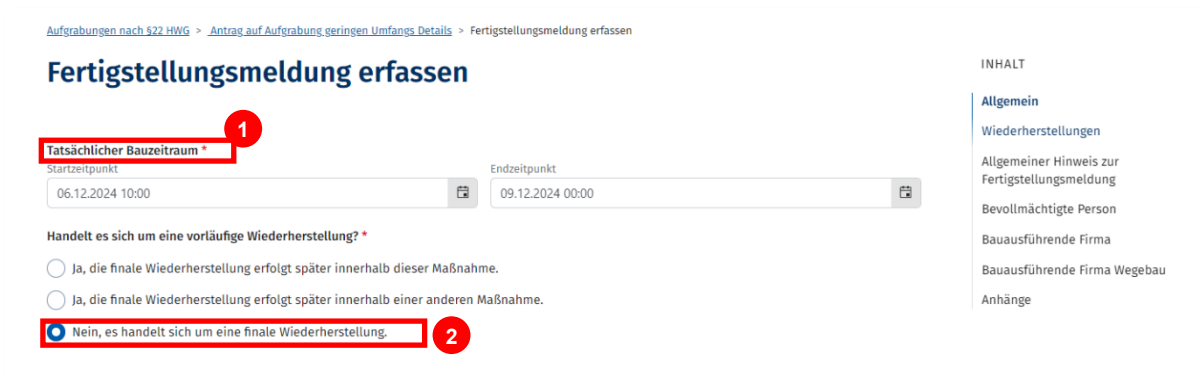 Aufgrabungen nach §22 HWG > Antrag auf Aufgrabung geringen Umfangs Details > Fertigstellungsmeldung erfassen
Fertigstellungsmeldung erfassen
1
Tatsächlicher Bauzeitraum *
Startzeitpunkt
Endzeitpunkt
06.12.2024 10:00
09.12.2024 00:00
Handelt es sich um eine vorläufige Wiederherstellung? *
Ja, die finale Wiederherstellung erfolgt später innerhalb dieser Maßnahme.
Ja, die finale Wiederherstellung erfolgt später innerhalb einer anderen Maßnahme.
Nein, es handelt sich um eine finale Wiederherstellung.
2
INHALT
Allgemein
Wiederherstellungen
Allgemeiner Hinweis zur
Fertigstellungsmeldung
Bevollmächtigte Person
Bauausführende Firma
Bauausführende Firma Wegebau
Anhänge